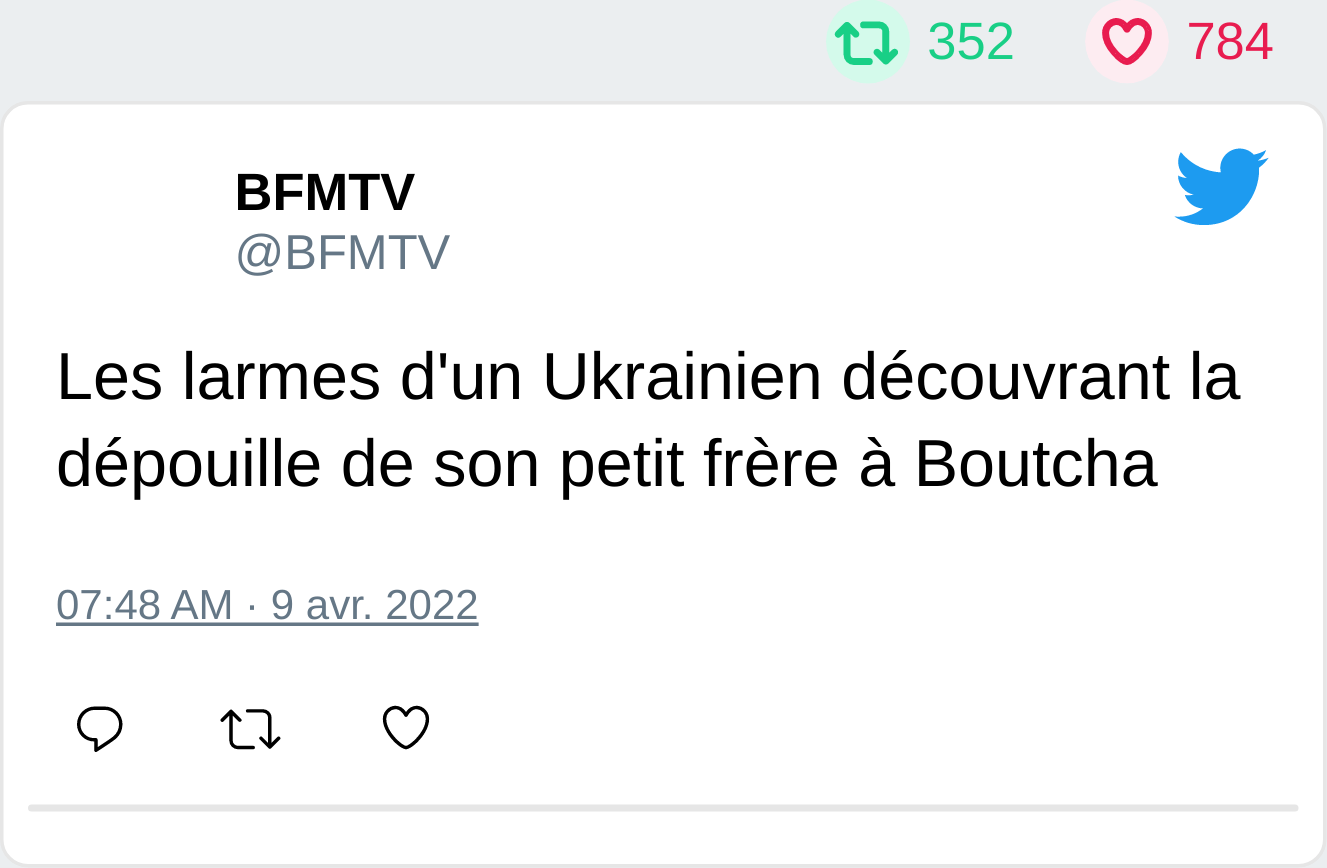 352 784
BFMTV
@BFMTV
Les larmes d'un Ukrainien découvrant la
dépouille de son petit frère à Boutcha
07:48 AM · 9 avr. 2022